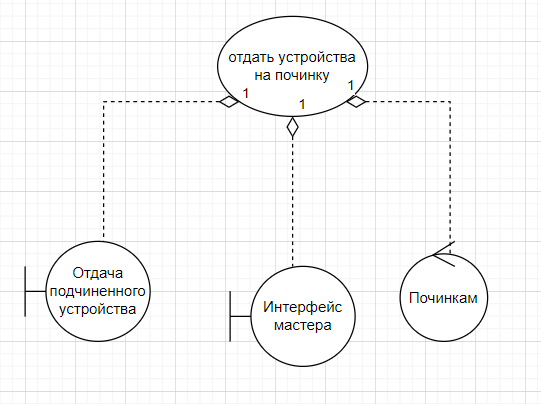 отдать устройства
на починку
1
1
1
Отдача
подчиненного
устройства
Интерфейс
мастера
Починкам